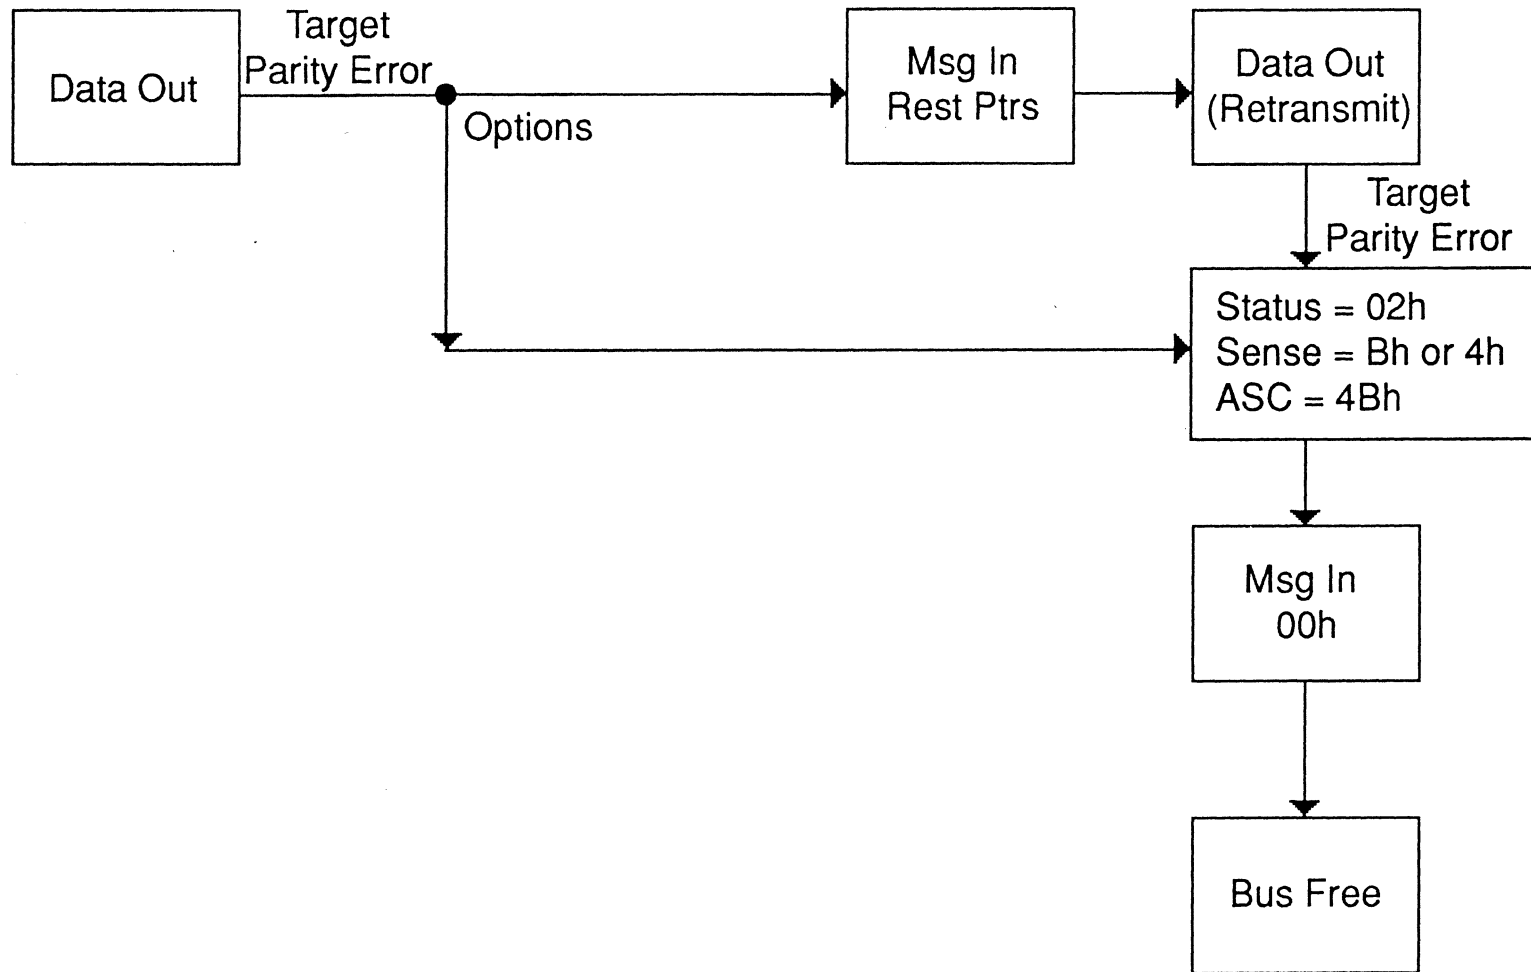 Data Out
Target
Parity Error
Options
Msg In
Rest Ptrs
Data Out
(Retransmit)
Target
Parity Error
Status = 02h
Sense = Bh or 4h
ASC = 4Bh
Msg In
00h
Bus Free